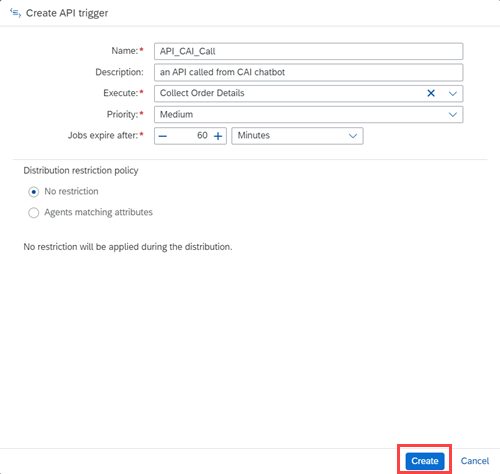 Create API trigger
Name:* API_CAI_Call
Description: an API called from CAI chatbot
Execute:* Collect Order Details
Priority:* Medium
Jobs expire after:* 60 Minutes
Distribution restriction policy
No restriction
Agents matching attributes
No restriction will be applied during the distribution.
Create Cancel